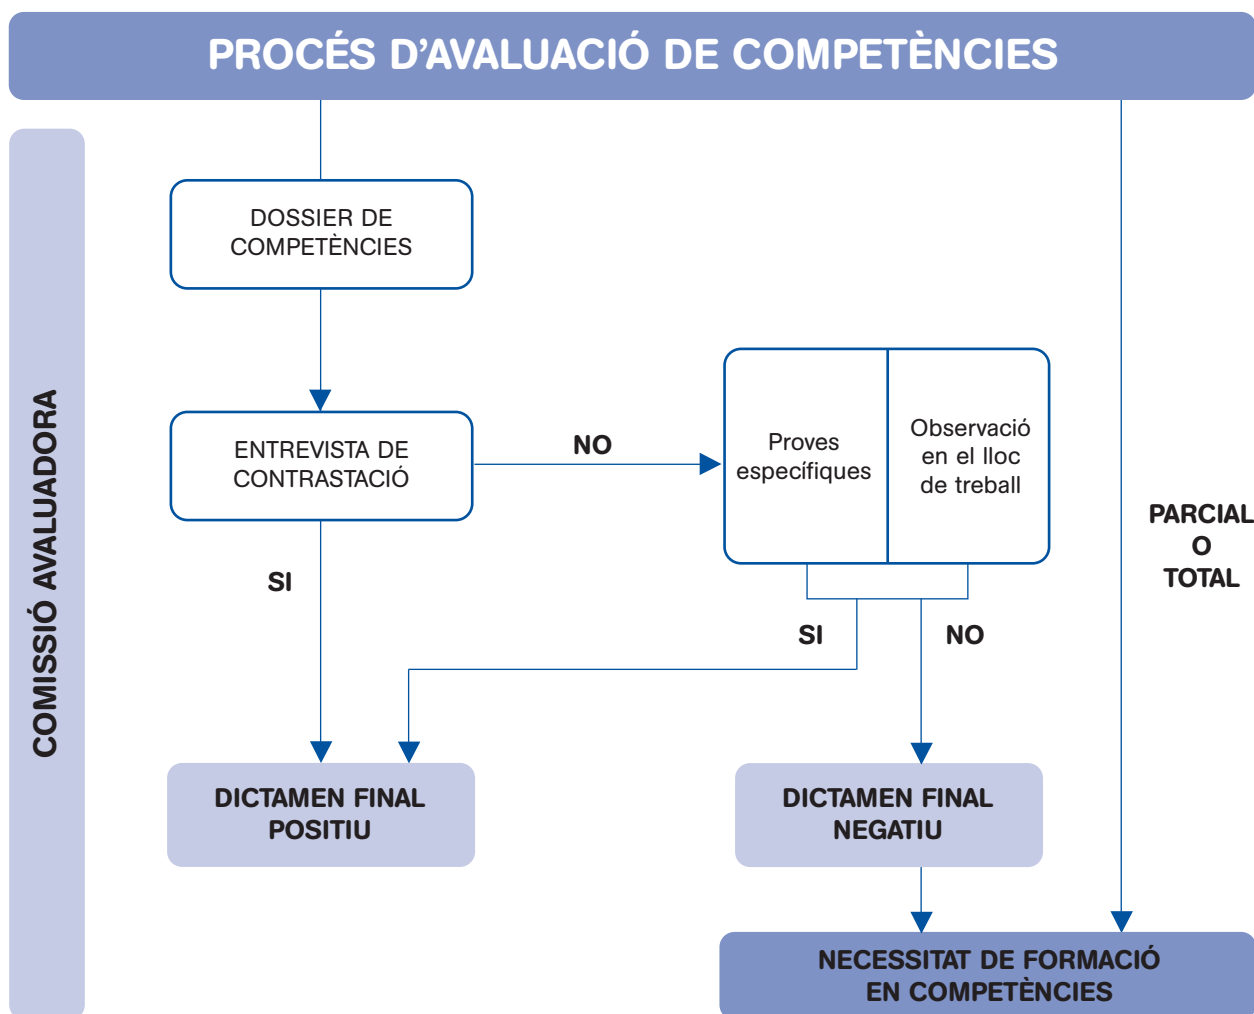 PROCÉS D'AVALUACIÓ DE COMPETÈNCIES
COMISSIÓ AVALUADORA
DOSSIER DE
COMPETÈNCIES
ENTREVISTA DE
CONTRASTACIÓ
NO
Proves
específiques
Observació
en el lloc
de treball
PARCIAL
O
TOTAL
SI
SI
NO
DICTAMEN FINAL
POSITIU
DICTAMEN FINAL
NEGATIU
NECESSITAT DE FORMACIÓ
EN COMPETÈNCIES